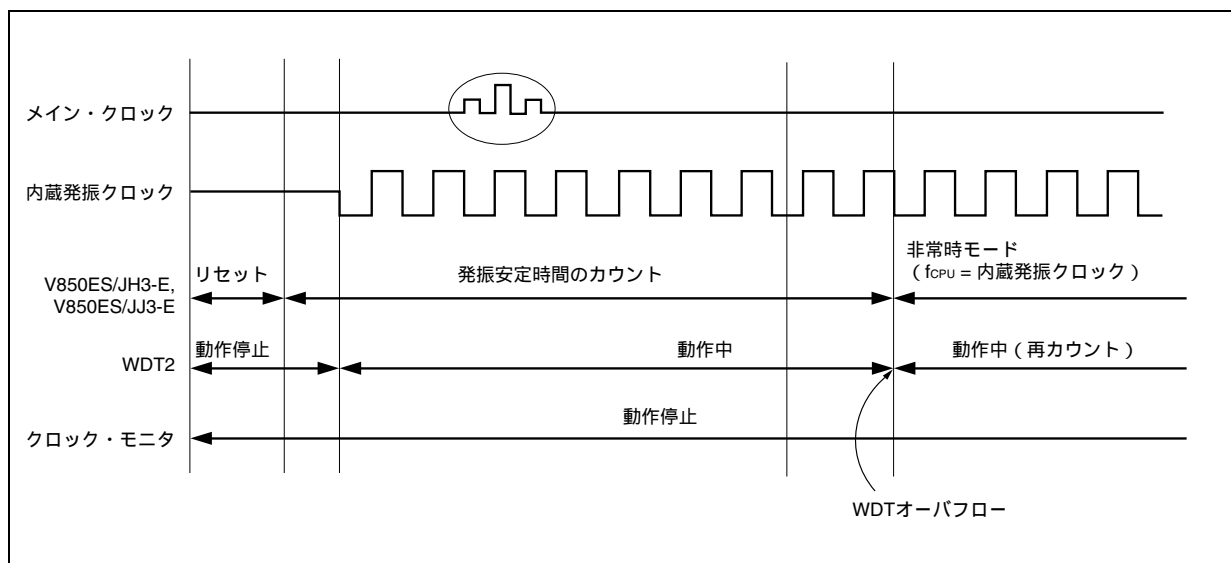 メイン・クロック
内蔵発振クロック
非常時モード
（fCPU = 内蔵発振クロック）
V850ES/JH3-E,
V850ES/JJ3-E
リセット
発振安定時間のカウント
WDT2
動作停止
動作中
動作中（再カウント）
クロック・モニタ
動作停止
WDTオーバフロー